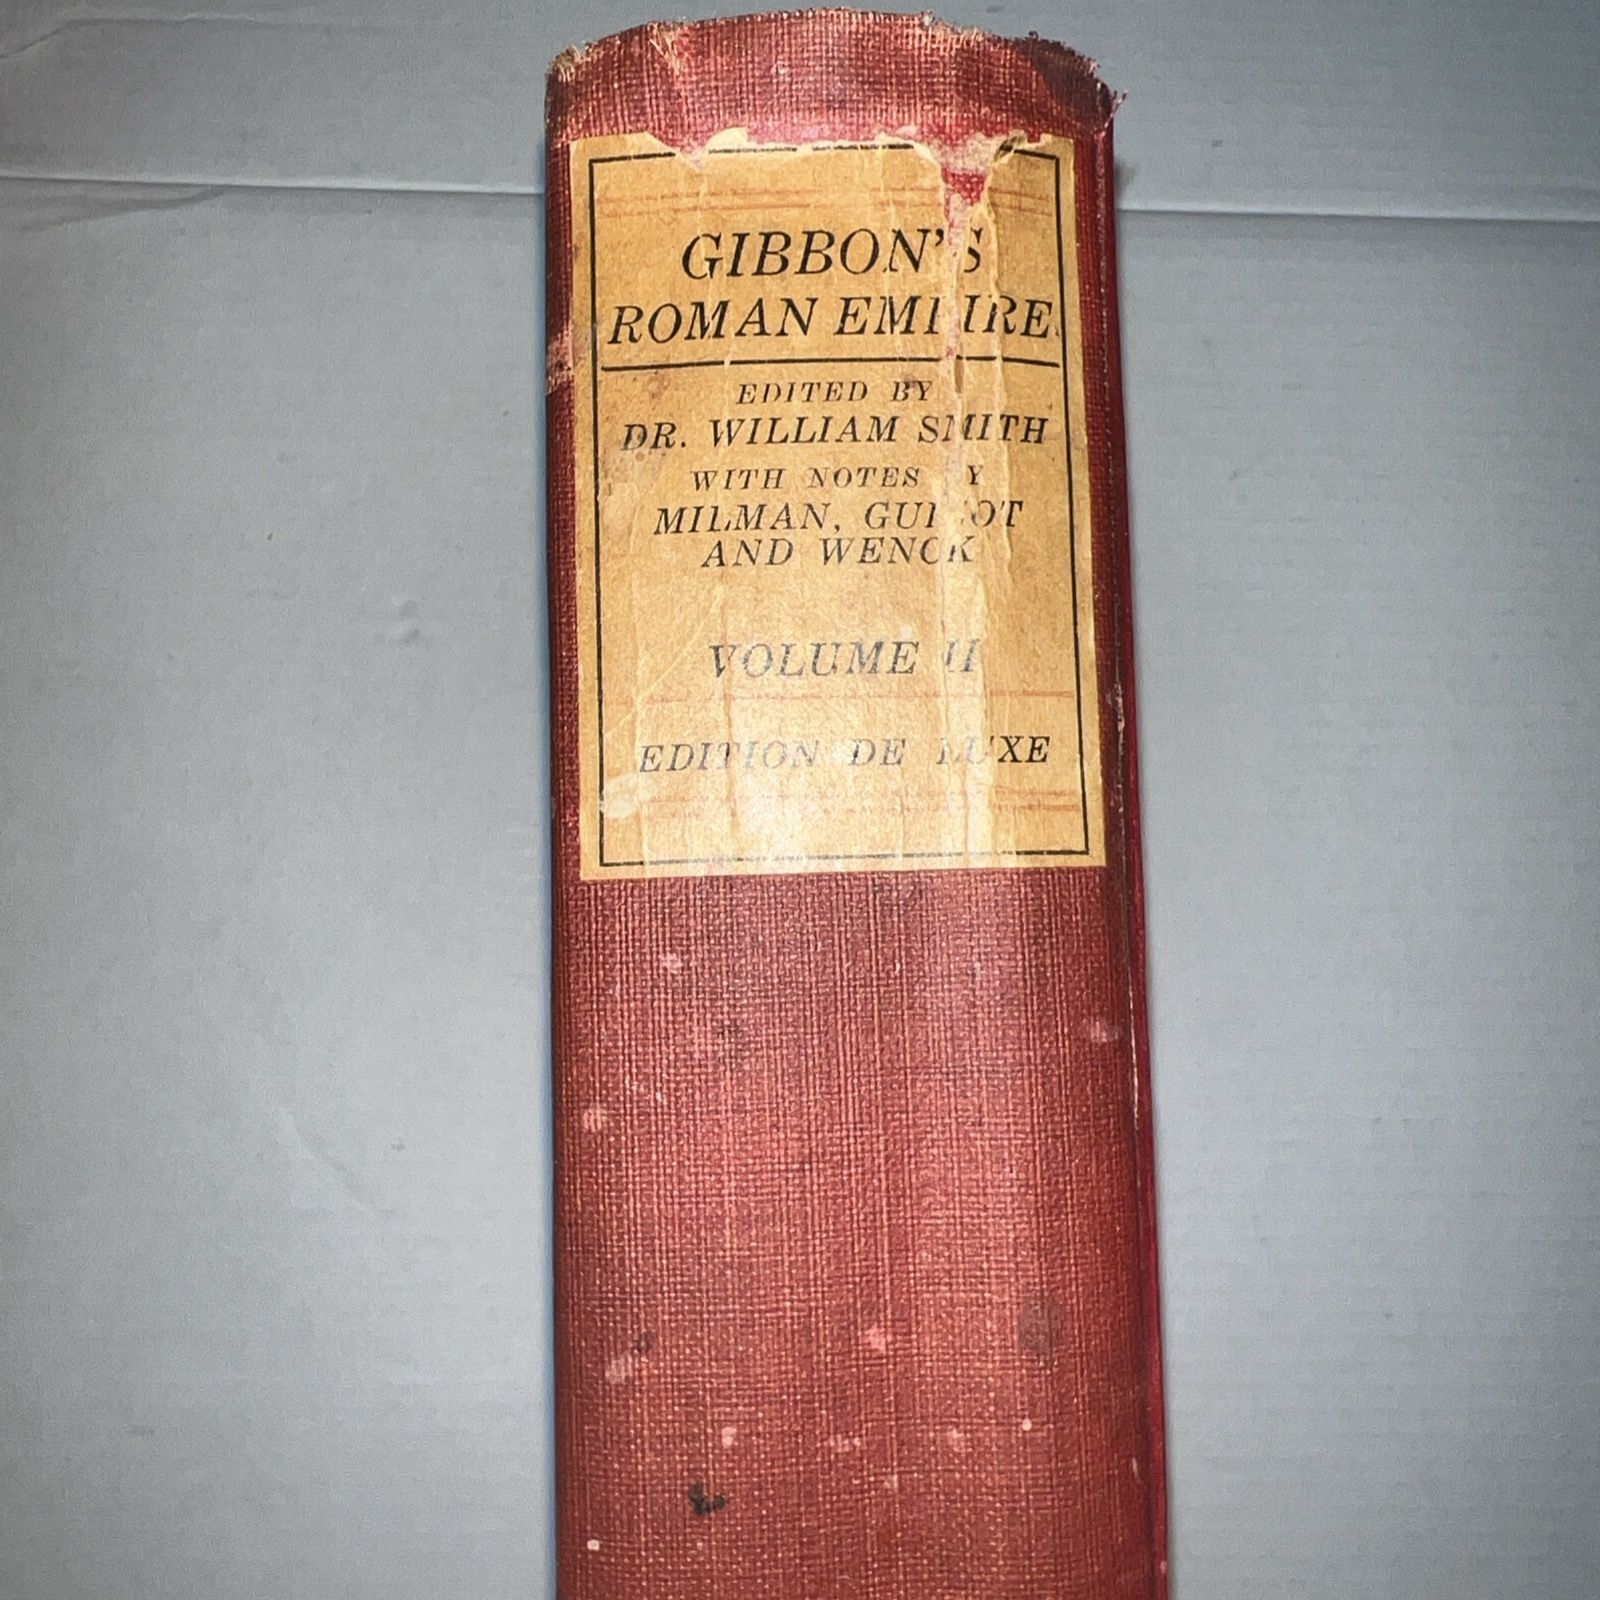 GIBBON'S
ROMAN EMPIRE
EDITED BY
DR. WILLIAM SMITH
WITH NOTES BY
MILMAN, GUIZOT
AND WENCK
VOLUME II
EDITION DE LUXE